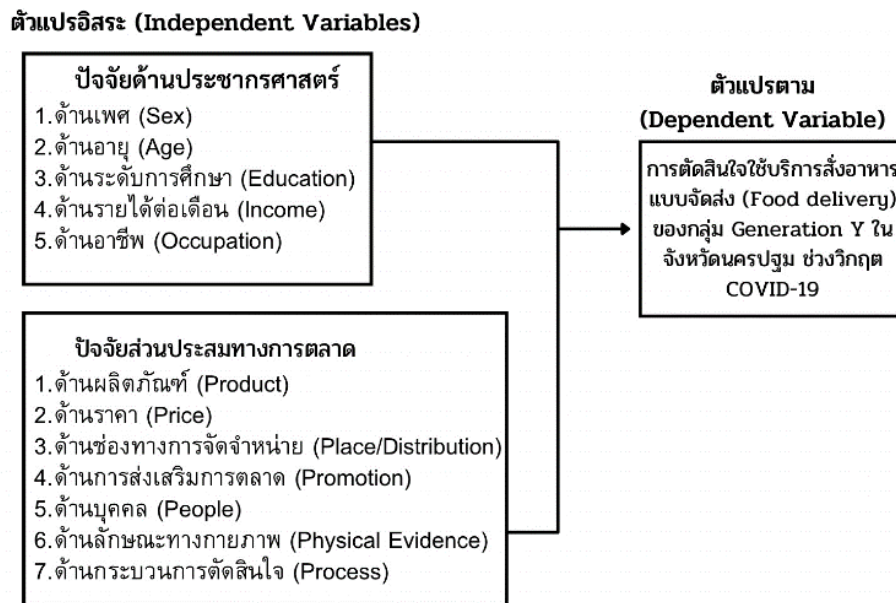 ตัวแปรอิสระ (Independent Variables)
ปัจจัยด้านประชากรศาสตร์
1.ด้านเพศ (Sex)
2.ด้านอายุ (Age)
3.ด้านระดับการศึกษา (Education)
4.ด้านรายได้ต่อเดือน (Income)
5.ด้านอาชีพ (Occupation)
ปัจจัยส่วนประสมทางการตลาด
1.ด้านผลิตภัณฑ์ (Product)
2.ด้านราคา (Price)
3.ด้านช่องทางการจัดจำหน่าย (Place/Distribution)
4.ด้านการส่งเสริมการตลาด (Promotion)
5.ด้านบุคคล (People)
6.ด้านลักษณะทางกายภาพ (Physical Evidence)
7.ด้านกระบวนการตัดสินใจ (Process)
ตัวแปรตาม
(Dependent Variable)
การตัดสินใจใช้บริการสั่งอาหาร
แบบจัดส่ง (Food delivery)
ของกลุ่ม Generation Y ใน
จังหวัดนครปฐม ช่วงวิกฤต
COVID-19